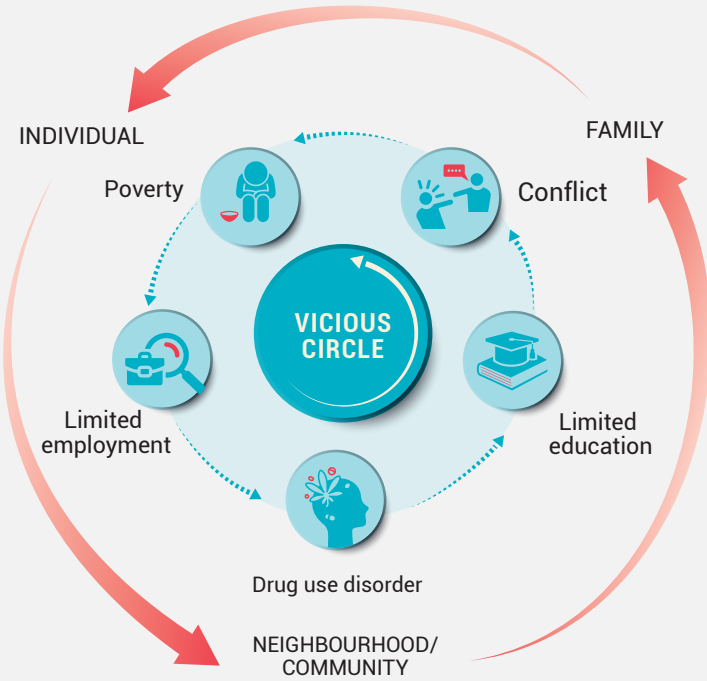 INDIVIDUAL
FAMILY
Poverty
Conflict
VICIOUS
CIRCLE
Limited
employment
Limited
education
Drug use disorder
NEIGHBOURHOOD/
COMMUNITY